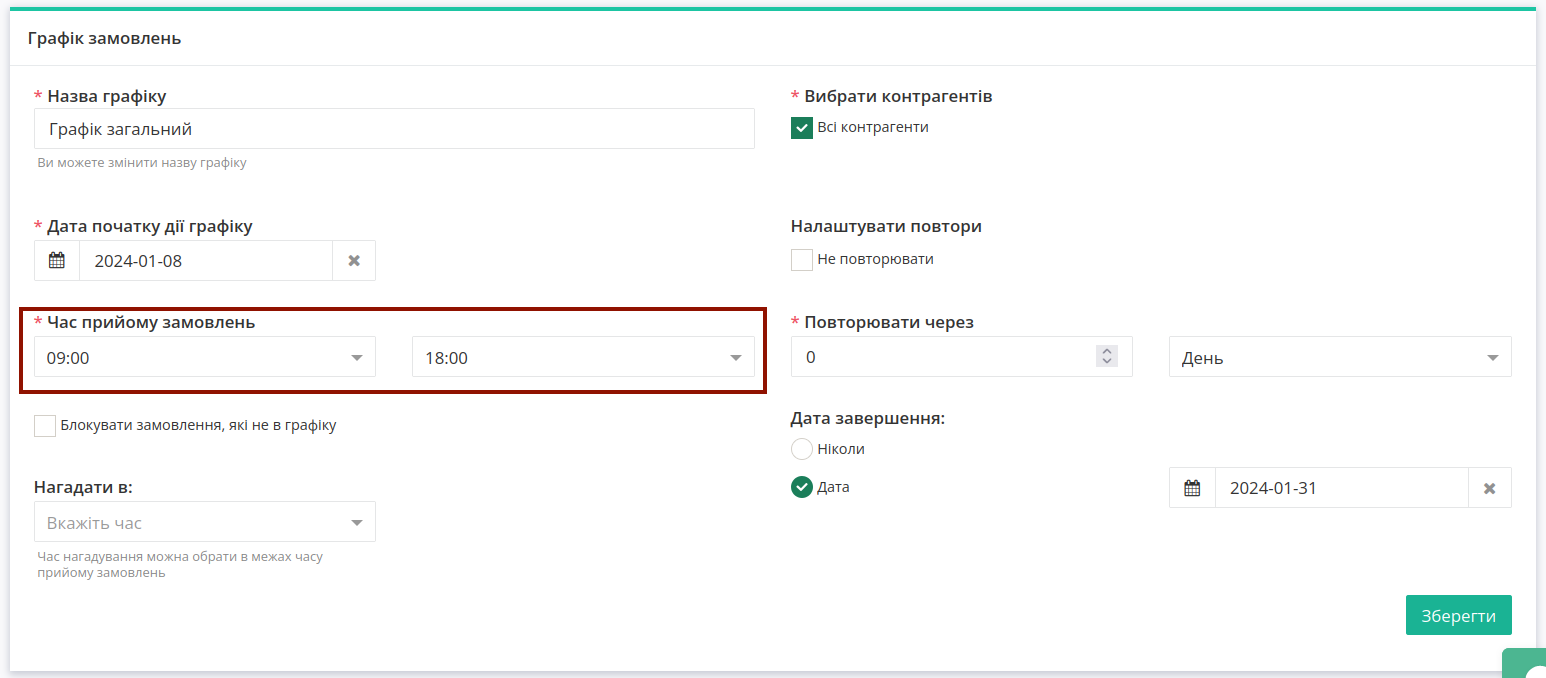 Графік замовлень
* Назва графіку
Графік загальний
Ви можете змінити назву графіку
* Вибрати контрагентів
Всі контрагенти
* Дата початку дії графіку
2024-01-08
Налаштувати повтори
Не повторювати
* Час прийому замовлень
09:00
18:00
* Повторювати через
0
День
Блокувати замовлення, які не в графіку
Дата завершення:
Ніколи
Дата
2024-01-31
Нагадати в:
Вкажіть час
Час нагадування можна обрати в межах часу
прийому замовлень
Зберегти